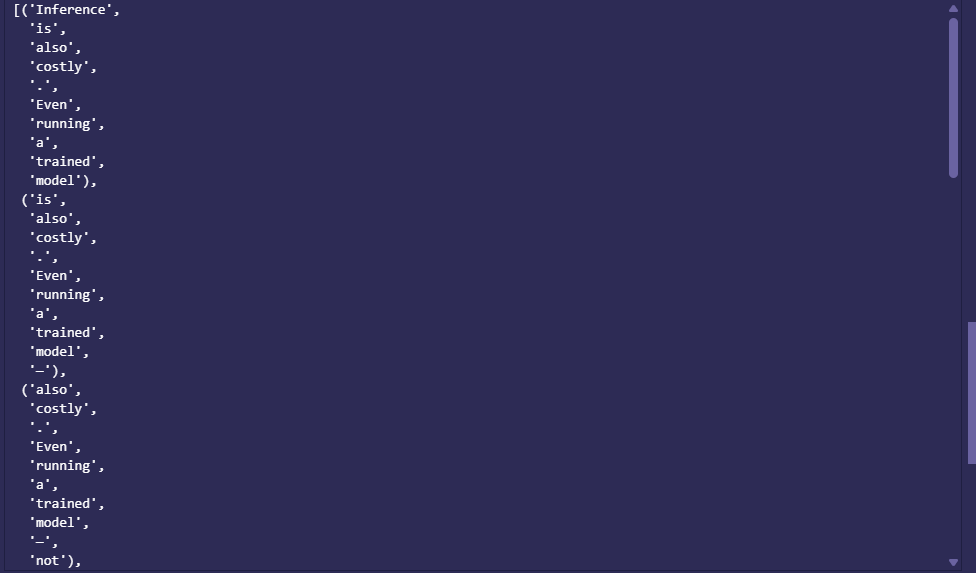 [('Inference',
'is',
'also',
'costly',
'.',
'Even',
'running',
'a',
'trained',
'model'),
('is',
'also',
'costly',
'.',
'Even',
'running',
'a',
'trained',
'model',
'—'),
('also',
'costly',
'.',
'Even',
'running',
'a',
'trained',
'model',
'—',
'not'),